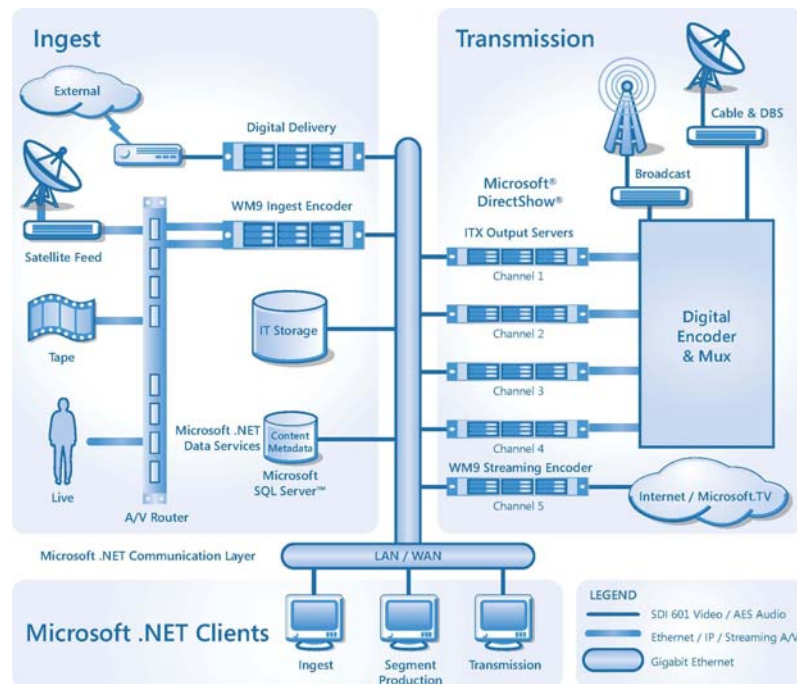 Ingest
External
Digital Delivery
WM9 Ingest Encoder
Satellite Feed
Tape
Live
A/V Router
IT Storage
Microsoft .NET
Data Services
Content
Metadata
Microsoft
SQL Server™
Transmission
Cable & DBS
Broadcast
Microsoft®
DirectShow®
ITX Output Servers
Channel 1
Channel 2
Channel 3
Channel 4
WM9 Streaming Encoder
Channel 5
Digital
Encoder
& Mux
Internet / Microsoft.TV
Microsoft .NET Communication Layer
LAN / WAN
Microsoft .NET Clients
Ingest
Segment
Production
Transmission
LEGEND
SDI 601 Video / AES Audio
Ethernet / IP / Streaming A/V
Gigabit Ethernet